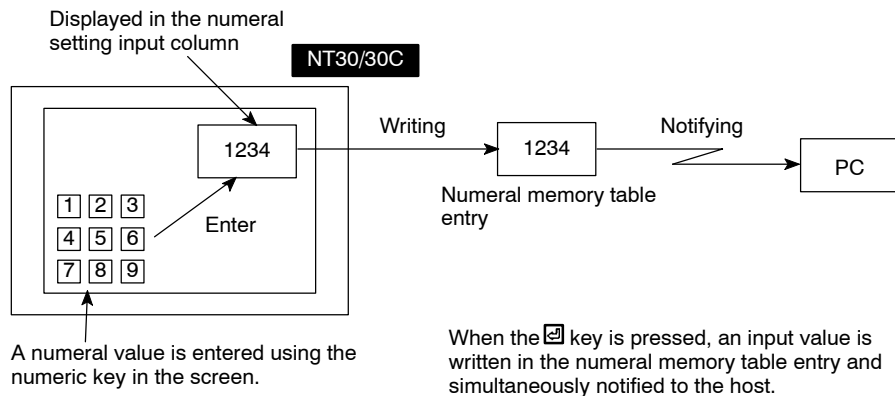 Displayed in the numeral
setting input column
NT30/30C
Writing
Notifying
1234
1234
PC
Numeral memory table
entry
1 2 3
Enter
4 5 6
7 8 9
A numeral value is entered using the
numeric key in the screen.
When the ⏎ key is pressed, an input value is
written in the numeral memory table entry and
simultaneously notified to the host.